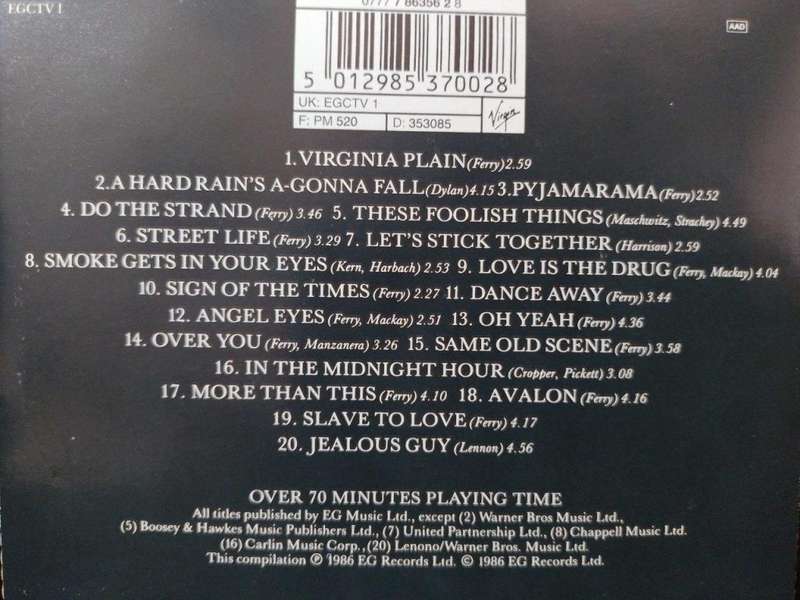 EGCTV 1
0777 7 86356 2 8
AAD
5 012985 370028
UK: EGCTV 1
F: PM 520 D: 353085
Virgin
1.VIRGINIA PLAIN(Ferry)2.59
2.A HARD RAIN'S A-GONNA FALL(Dylan)4.15 3.PYJAMARAMA(Ferry)2.52
4. DO THE STRAND(Ferry) 3.46 5. THESE FOOLISH THINGS(Maschwitz, Strachey) 4.49
6. STREET LIFE(Ferry) 3.29 7. LET'S STICK TOGETHER(Harrison) 2.59
8. SMOKE GETS IN YOUR EYES(Kern, Harbach) 2.53 9. LOVE IS THE DRUG(Ferry, Mackay) 4.04
10. SIGN OF THE TIMES(Ferry) 2.27 11. DANCE AWAY(Ferry) 3.44
12. ANGEL EYES(Ferry, Mackay) 2.51 13. OH YEAH(Ferry) 4.36
14. OVER YOU(Ferry, Manzanera) 3.26 15. SAME OLD SCENE(Ferry) 3.58
16. IN THE MIDNIGHT HOUR(Cropper, Pickett) 3.08
17. MORE THAN THIS(Ferry) 4.10 18. AVALON(Ferry) 4.16
19. SLAVE TO LOVE(Ferry) 4.17
20. JEALOUS GUY(Lennon) 4.56
OVER 70 MINUTES PLAYING TIME
All titles published by EG Music Ltd., except (2) Warner Bros Music Ltd.,
(5) Boosey & Hawkes Music Publishers Ltd., (7) United Partnership Ltd., (8) Chappell Music Ltd.
(16) Carlin Music Corp., (20) Lenono/Warner Bros. Music Ltd.
This compilation ℗ 1986 EG Records Ltd. © 1986 EG Records Ltd.